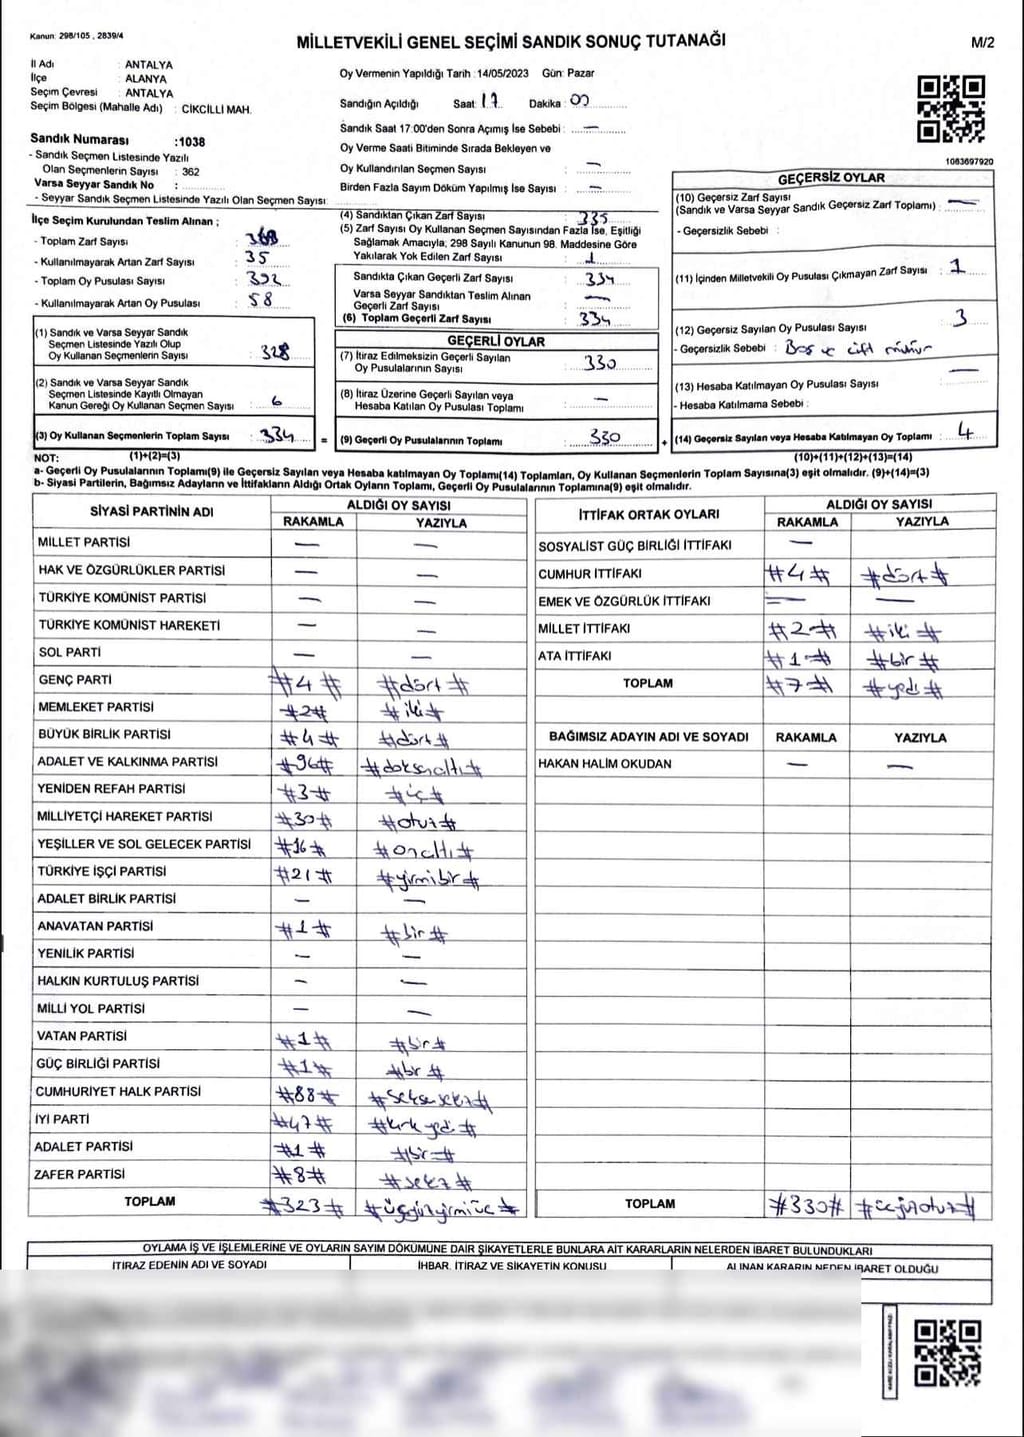 Kanun: 298/105 , 2839/4
MİLLETVEKİLİ GENEL SEÇİMİ SANDIK SONUÇ TUTANAĞI
M/2
İl Adı : ANTALYA
İlçe : ALANYA
Seçim Çevresi : ANTALYA
Seçim Bölgesi (Mahalle Adı) : CİKCİLLİ MAH.
Sandık Numarası :1038
- Sandık Seçmen Listesinde Yazılı
Olan Seçmenlerin Sayısı : 362
Varsa Seyyar Sandık No :
- Seyyar Sandık Seçmen Listesinde Yazılı Olan Seçmen Sayısı:
Oy Vermenin Yapıldığı Tarih :14/05/2023 Gün: Pazar
Sandığın Açıldığı Saat: 17 Dakika : 00
Sandık Saat 17:00'den Sonra Açımış İse Sebebi : —
Oy Verme Saati Bitiminde Sırada Bekleyen ve
Oy Kullandırılan Seçmen Sayısı : —
Birden Fazla Sayım Döküm Yapılmış İse Sayısı : —
1083697920
İlçe Seçim Kurulundan Teslim Alınan ;
- Toplam Zarf Sayısı :
- Kullanılmayarak Artan Zarf Sayısı : 35
- Toplam Oy Pusulası Sayısı : 392
- Kullanılmayarak Artan Oy Pusulası : 58
(1) Sandık ve Varsa Seyyar Sandık
Seçmen Listesinde Yazılı Olup
Oy Kullanan Seçmenlerin Sayısı : 328
(2) Sandık ve Varsa Seyyar Sandık
Seçmen Listesinde Kayıtlı Olmayan
Kanun Gereği Oy Kullanan Seçmen Sayısı : 6
(3) Oy Kullanan Seçmenlerin Toplam Sayısı : 334
(4) Sandıktan Çıkan Zarf Sayısı : 335
(5) Zarf Sayısı Oy Kullanan Seçmen Sayısından Fazla İse, Eşitliği
Sağlamak Amacıyla; 298 Sayılı Kanunun 98. Maddesine Göre
Yakılarak Yok Edilen Zarf Sayısı : 1
Sandıkta Çıkan Geçerli Zarf Sayısı : 334
Varsa Seyyar Sandıktan Teslim Alınan
Geçerli Zarf Sayısı : —
(6) Toplam Geçerli Zarf Sayısı : 334
GEÇERLİ OYLAR
(7) İtiraz Edilmeksizin Geçerli Sayılan
Oy Pusulalarının Sayısı : 330
(8) İtiraz Üzerine Geçerli Sayılan veya
Hesaba Katılan Oy Pusulası Toplamı : —
= (9) Geçerli Oy Pusulalarının Toplamı : 330
GEÇERSİZ OYLAR
(10) Geçersiz Zarf Sayısı
(Sandık ve Varsa Seyyar Sandık Geçersiz Zarf Toplamı) : —
- Geçersizlik Sebebi :
(11) İçinden Milletvekili Oy Pusulası Çıkmayan Zarf Sayısı : 1
(12) Geçersiz Sayılan Oy Pusulası Sayısı : 3
- Geçersizlik Sebebi : Boş ve çift mühür
(13) Hesaba Katılmayan Oy Pusulası Sayısı —
- Hesaba Katılmama Sebebi :
+ (14) Geçersiz Sayılan veya Hesaba Katılmayan Oy Toplamı : 4
NOT: (1)+(2)=(3)
(10)+(11)+(12)+(13)=(14)
a- Geçerli Oy Pusulalarının Toplamı(9) ile Geçersiz Sayılan veya Hesaba katılmayan Oy Toplamı(14) Toplamları, Oy Kullanan Seçmenlerin Toplam Sayısına(3) eşit olmalıdır. (9)+(14)=(3)
b- Siyasi Partilerin, Bağımsız Adayların ve İttifakların Aldığı Ortak Oyların Toplamı, Geçerli Oy Pusulalarının Toplamına(9) eşit olmalıdır.
SİYASİ PARTİNİN ADI ALDIĞI OY SAYISI
RAKAMLA YAZIYLA
MİLLET PARTİSİ — —
HAK VE ÖZGÜRLÜKLER PARTİSİ — —
TÜRKİYE KOMÜNİST PARTİSİ — —
TÜRKİYE KOMÜNİST HAREKETİ — —
SOL PARTİ — —
GENÇ PARTİ #4# #dört#
MEMLEKET PARTİSİ #2# #iki#
BÜYÜK BİRLİK PARTİSİ #4# #dört#
ADALET VE KALKINMA PARTİSİ #96# #doksanaltı#
YENİDEN REFAH PARTİSİ #3# #üç#
MİLLİYETÇİ HAREKET PARTİSİ #30# #otuz#
YEŞİLLER VE SOL GELECEK PARTİSİ #16# #onaltı#
TÜRKİYE İŞÇİ PARTİSİ #21# #yirmibir#
ADALET BİRLİK PARTİSİ — —
ANAVATAN PARTİSİ #1# #bir#
YENİLİK PARTİSİ — —
HALKIN KURTULUŞ PARTİSİ — —
MİLLİ YOL PARTİSİ — —
VATAN PARTİSİ #1# #bir#
GÜÇ BİRLİĞİ PARTİSİ #1# #bir#
CUMHURİYET HALK PARTİSİ #88# #seksensekiz#
İYİ PARTİ #47# #kırkyedi#
ADALET PARTİSİ #1# #bir#
ZAFER PARTİSİ #8# #sekiz#
TOPLAM #323# #üçyüzyirmiüç#
İTTİFAK ORTAK OYLARI ALDIĞI OY SAYISI
RAKAMLA YAZIYLA
SOSYALİST GÜÇ BİRLİĞİ İTTİFAKI —
CUMHUR İTTİFAKI #4# #dört#
EMEK VE ÖZGÜRLÜK İTTİFAKI — —
MİLLET İTTİFAKI #2# #iki#
ATA İTTİFAKI #1# #bir#
TOPLAM #7# #yedi#
BAĞIMSIZ ADAYIN ADI VE SOYADI RAKAMLA YAZIYLA
HAKAN HALİM OKUDAN — —
TOPLAM #330# #üçyüzotuz#
OYLAMA İŞ VE İŞLEMLERİNE VE OYLARIN SAYIM DÖKÜMÜNE DAİR ŞİKAYETLERLE BUNLARA AİT KARARLARIN NELERDEN İBARET BULUNDUKLARI
İTİRAZ EDENİN ADI VE SOYADI İHBAR, İTİRAZ VE ŞİKAYETİN KONUSU ALINAN KARARIN NEDEN İBARET OLDUĞU